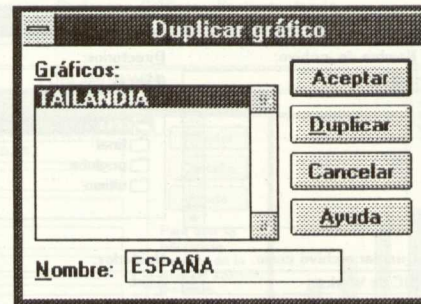 Duplicar gráfico
Gráficos:
TAILANDIA
Aceptar
Duplicar
Cancelar
Ayuda
Nombre: ESPAÑA